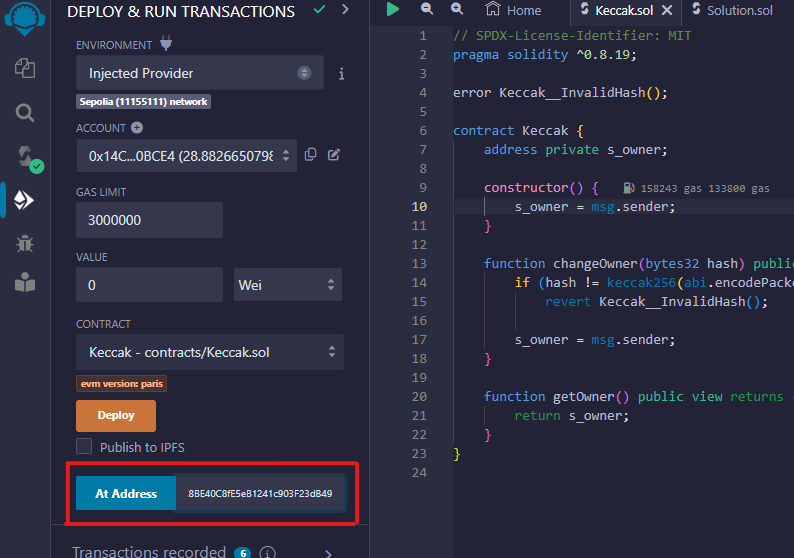 DEPLOY & RUN TRANSACTIONS
ENVIRONMENT
Injected Provider
Sepolia (11155111) network
ACCOUNT
0x14C...0BCE4 (28.8826650798
GAS LIMIT
3000000
VALUE
0 Wei
CONTRACT
Keccak - contracts/Keccak.sol
evm version: paris
Deploy
Publish to IPFS
At Address 8BE40C8fE5eB1241c903F23dB49
Transactions recorded 6 i
Home Keccak.sol Solution.sol
1 // SPDX-License-Identifier: MIT
2 pragma solidity ^0.8.19;
3
4 error Keccak__InvalidHash();
5
6 contract Keccak {
7 address private s_owner;
8
9 constructor() { 158243 gas 133800 gas
10 s_owner = msg.sender;
11 }
12
13 function changeOwner(bytes32 hash) publi
14 if (hash != keccak256(abi.encodePack
15 revert Keccak__InvalidHash();
16
17 s_owner = msg.sender;
18 }
19
20 function getOwner() public view returns
21 return s_owner;
22 }
23 }
24